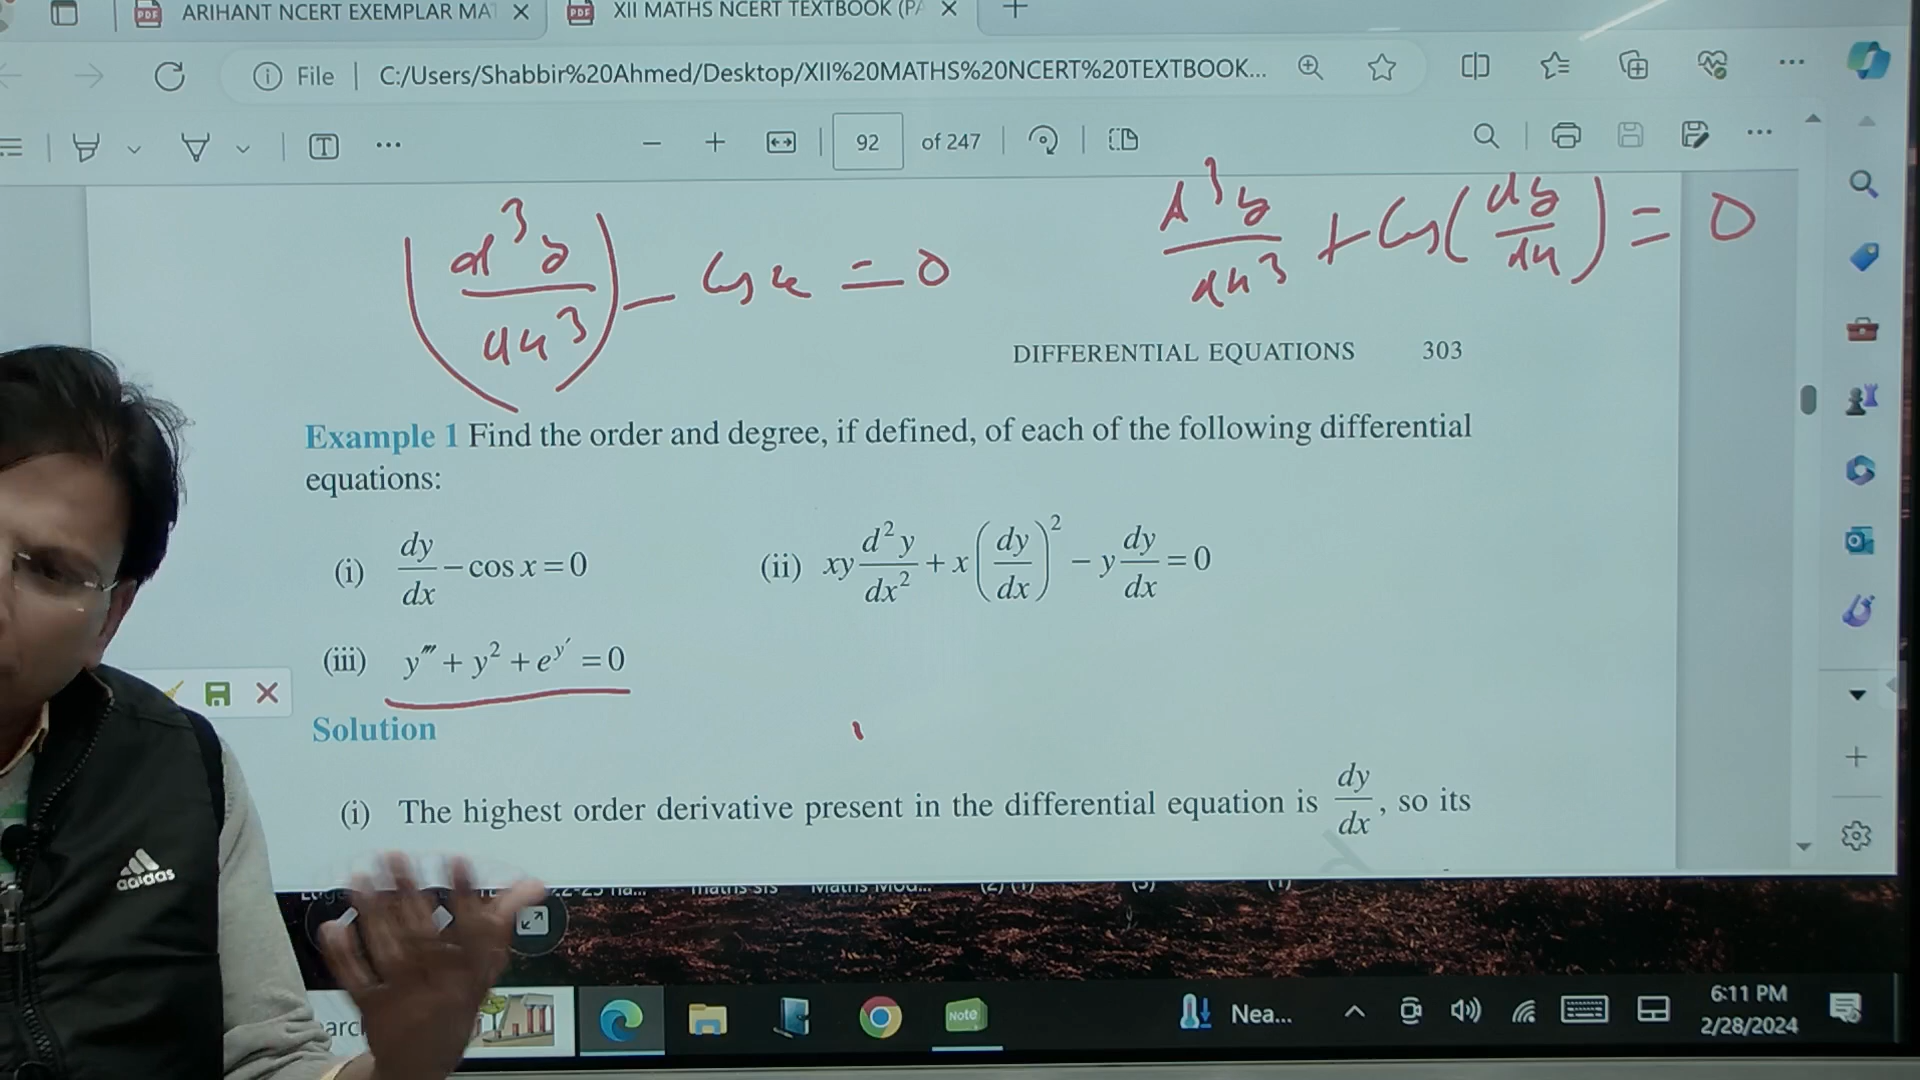 ARIHANT NCERT EXEMPLAR MAT
XII MATHS NCERT TEXTBOOK (PA
File
C:/Users/Shabbir%20Ahmed/Desktop/XII%20MATHS%20NCERT%20TEXTBOOK...
92 of 247
(d³y/dx³) – cos x = 0
d³y/dx³ + cos(dy/dx) = 0
DIFFERENTIAL EQUATIONS 303
Example 1 Find the order and degree, if defined, of each of the following differential
equations:
(i) dy/dx – cos x = 0 (ii) xy d²y/dx² + x (dy/dx)² – y dy/dx = 0
(iii) y‴ + y² + e^y′ = 0
Solution
(i) The highest order derivative present in the differential equation is dy/dx, so its
adidas
Note
Nea...
6:11 PM
2/28/2024